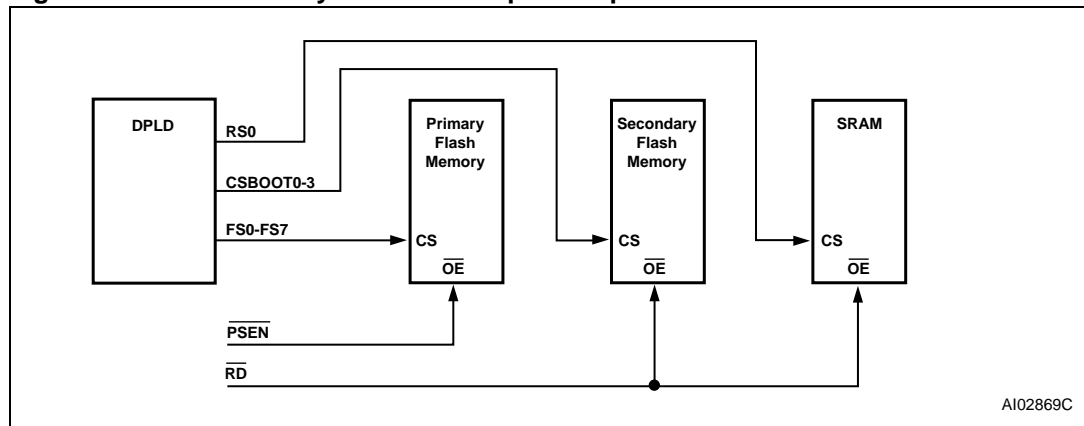 DPLD
RS0
CSBOOT0-3
FS0-FS7
Primary
Flash
Memory
CS
OE
Secondary
Flash
Memory
CS
OE
SRAM
CS
OE
PSEN
RD
AI02869C